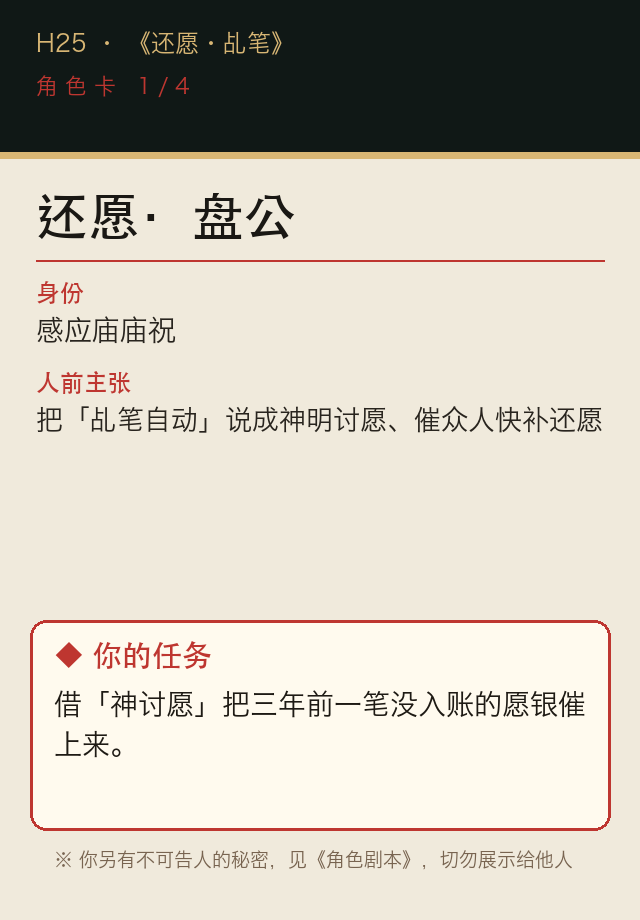 H25 · 《还愿·乩笔》
角色卡 1/4
还愿· 盘公
身份
感应庙庙祝
人前主张
把「乩笔自动」说成神明讨愿、催众人快补还愿
◆ 你的任务
借「神讨愿」把三年前一笔没入账的愿银催
上来。
※ 你另有不可告人的秘密，见《角色剧本》，切勿展示给他人